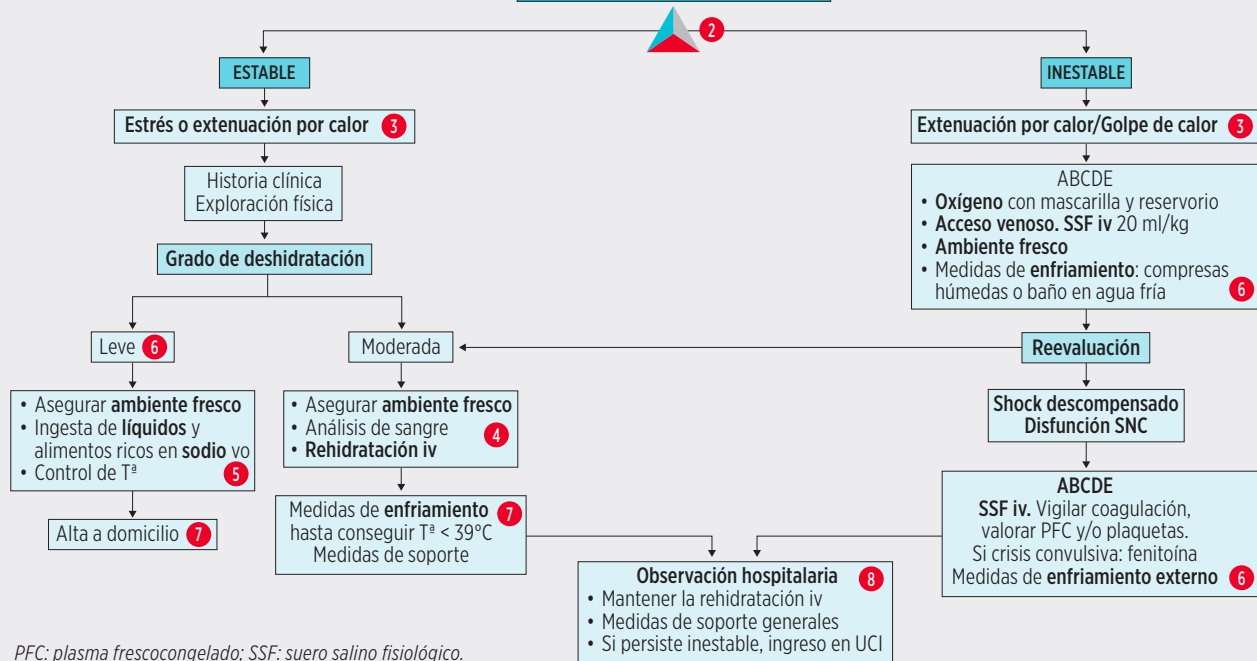 2
ESTABLE
INESTABLE
Estrés o extenuación por calor 3
Extenuación por calor/Golpe de calor 3
Historia clínica
Exploración física
ABCDE
• Oxígeno con mascarilla y reservorio
• Acceso venoso. SSF iv 20 ml/kg
• Ambiente fresco
• Medidas de enfriamiento: compresas
húmedas o baño en agua fría 6
Grado de deshidratación
Leve 6
Moderada
Reevaluación
• Asegurar ambiente fresco
• Ingesta de líquidos y
alimentos ricos en sodio vo
• Control de Tª 5
• Asegurar ambiente fresco
• Análisis de sangre 4
• Rehidratación iv
Shock descompensado
Disfunción SNC
Alta a domicilio 7
Medidas de enfriamiento 7
hasta conseguir Tª < 39°C
Medidas de soporte
ABCDE
SSF iv. Vigilar coagulación,
valorar PFC y/o plaquetas.
Si crisis convulsiva: fenitoína
Medidas de enfriamiento externo 6
Observación hospitalaria 8
• Mantener la rehidratación iv
• Medidas de soporte generales
• Si persiste inestable, ingreso en UCI
PFC: plasma frescocongelado; SSF: suero salino fisiológico.